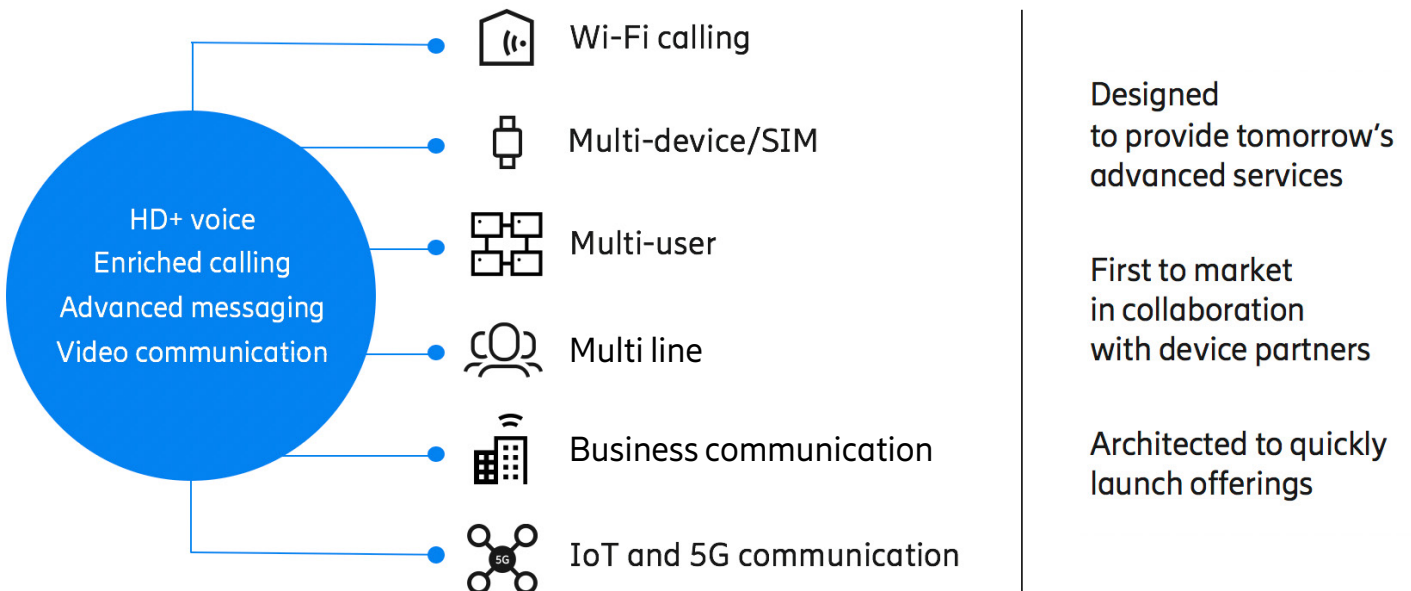 HD+ voice
Enriched calling
Advanced messaging
Video communication
Wi-Fi calling
Multi-device/SIM
Multi-user
Multi line
Business communication
5G
IoT and 5G communication
Designed
to provide tomorrow's
advanced services
First to market
in collaboration
with device partners
Architected to quickly
launch offerings